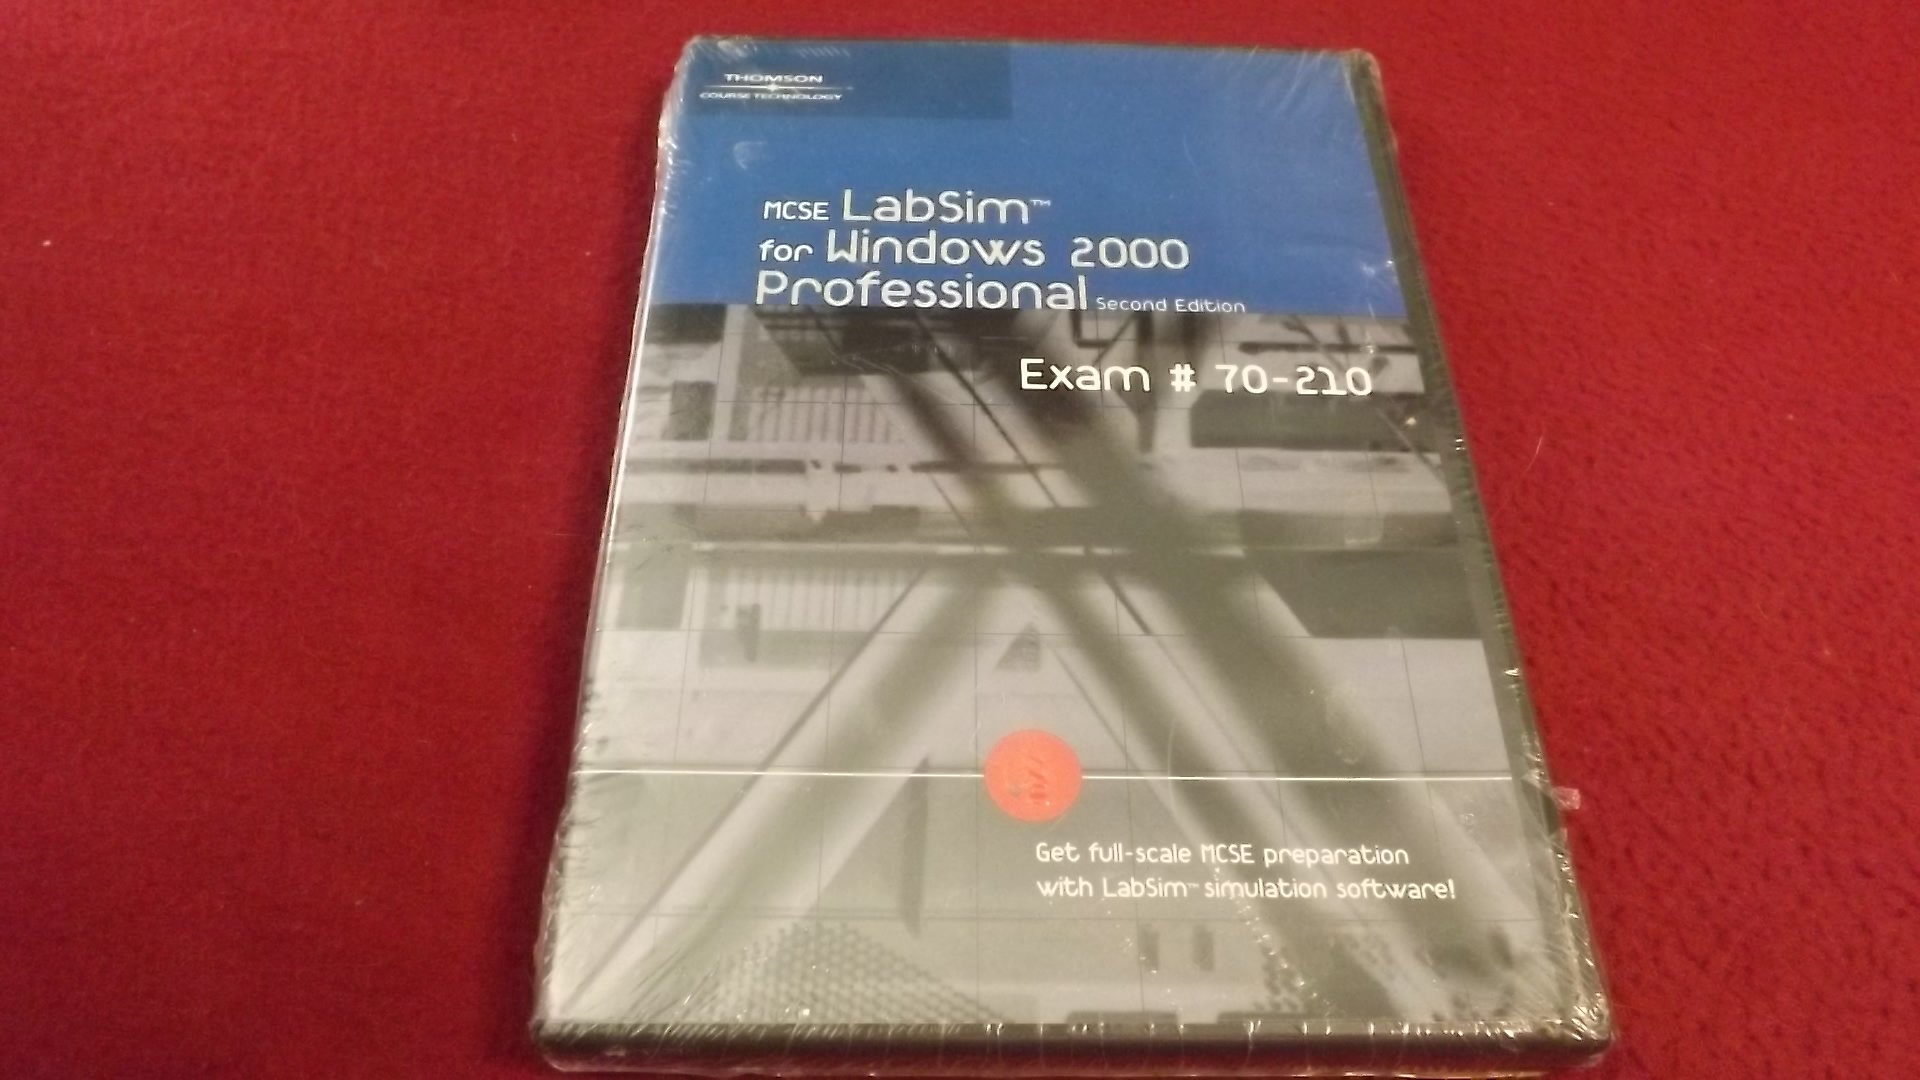 THOMSON
COURSE TECHNOLOGY
MCSE LabSim™
for Windows 2000
Professional Second Edition
Exam # 70-210
Get full-scale MCSE preparation
with LabSim™ simulation software!